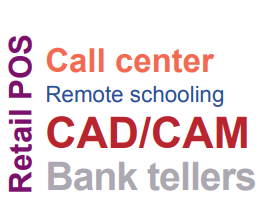 Retail POS
Call center
Remote schooling
CAD/CAM
Bank tellers